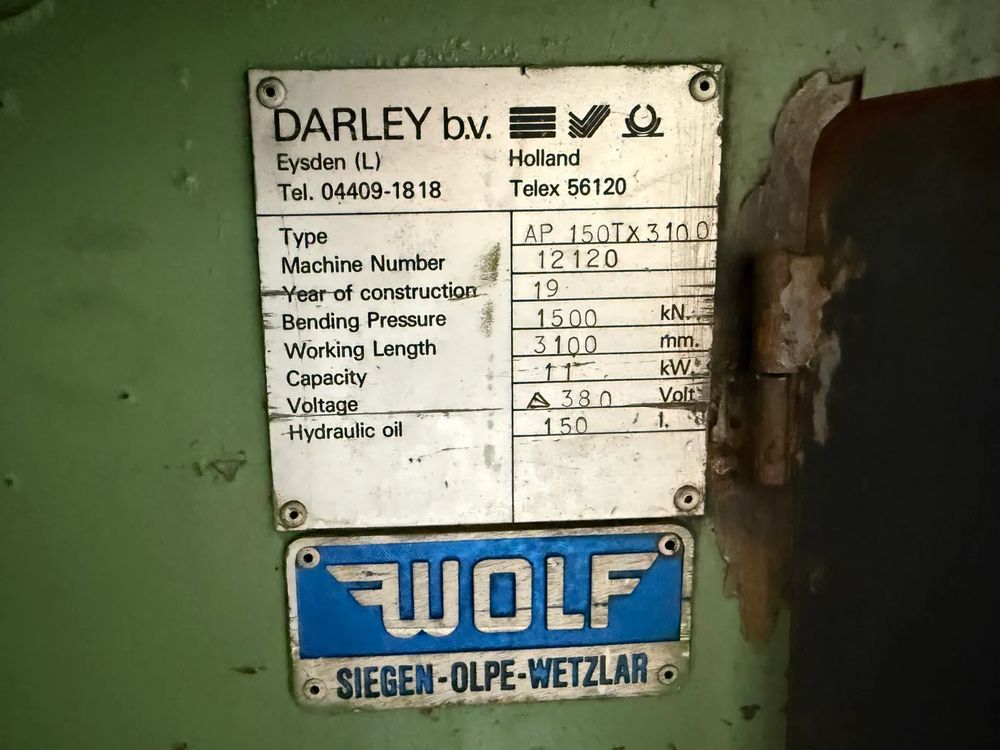 DARLEY b.v.
Eysden (L) Holland
Tel. 04409-1818 Telex 56120
Type AP 150TX3100
Machine Number 12120
Year of construction 19
Bending Pressure 1500 kN.
Working Length 3100 mm.
Capacity 11 kW.
Voltage △ 380 Volt
Hydraulic oil 150 l.
WOLF
SIEGEN-OLPE-WETZLAR